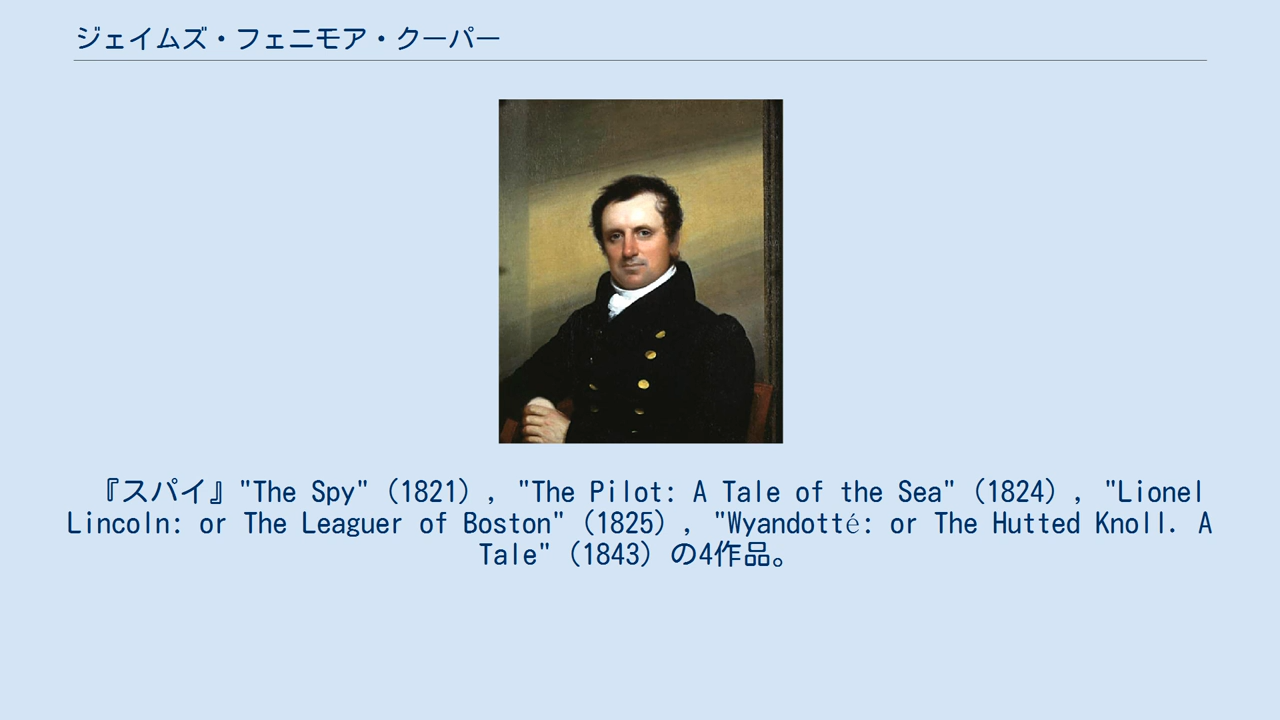 ジェイムズ・フェニモア・クーパー
『スパイ』"The Spy"（1821）, "The Pilot: A Tale of the Sea"（1824）, "Lionel
Lincoln: or The Leaguer of Boston"（1825）, "Wyandotté: or The Hutted Knoll. A
Tale"（1843）の4作品。